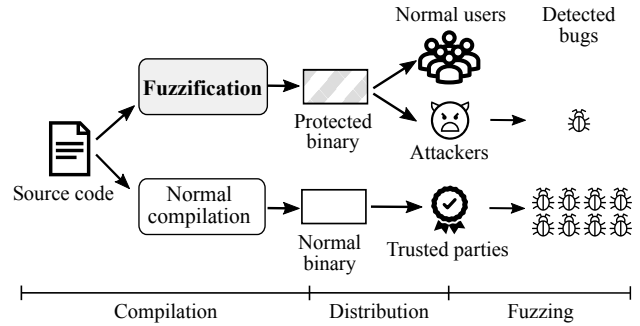 Normal users
Detected
bugs
Fuzzification
Protected
binary
Attackers
Source code
Normal
compilation
Normal
binary
Trusted parties
Compilation
Distribution
Fuzzing